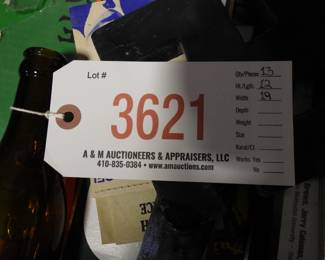 Lot #
3621
A & M AUCTIONEERS & APPRAISERS, LLC
410-835-0384 • www.amauctions.com
Qty/Pieces 13
Ht/Lgth 12
Width 19
Depth
Weight
Size
Karat/Ct
Works Yes
No